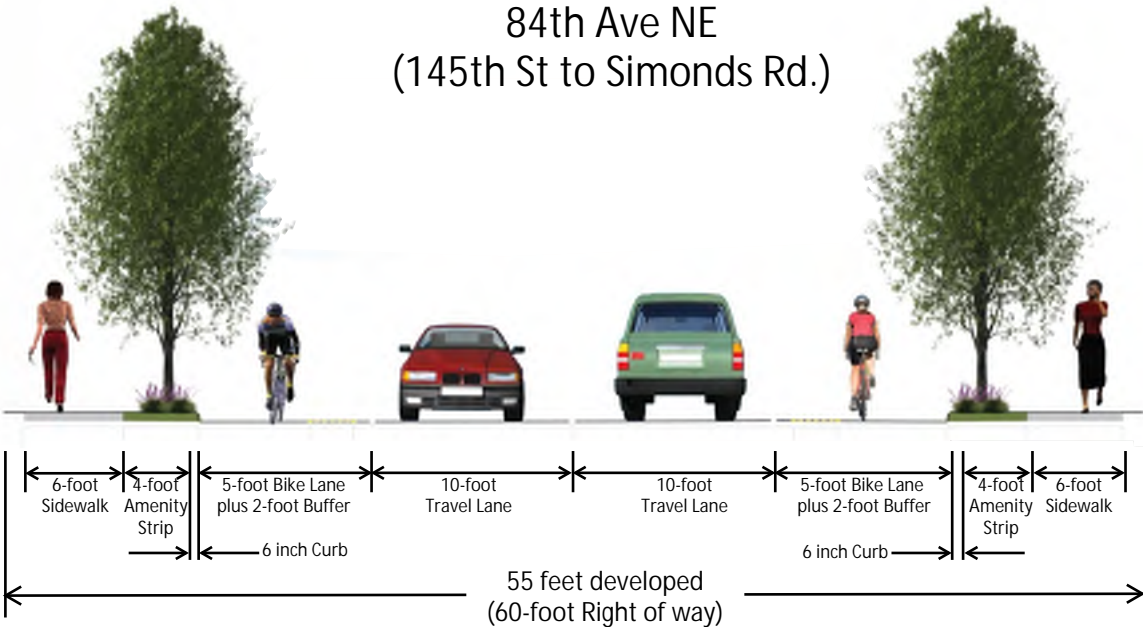 84th Ave NE
(145th St to Simonds Rd.)
6-foot
Sidewalk
4-foot
Amenity
Strip
5-foot Bike Lane
plus 2-foot Buffer
10-foot
Travel Lane
10-foot
Travel Lane
5-foot Bike Lane
plus 2-foot Buffer
4-foot
Amenity
Strip
6-foot
Sidewalk
6 inch Curb
6 inch Curb
55 feet developed
(60-foot Right of way)